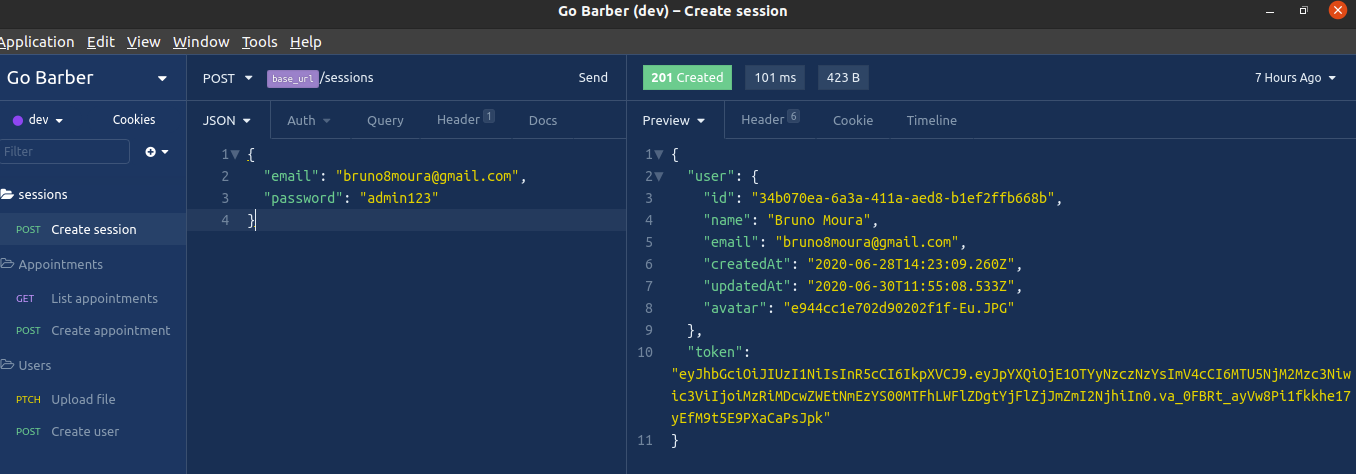 Go Barber (dev) – Create session
Application Edit View Window Tools Help
Go Barber
POST base_url/sessions Send
201 Created 101 ms 423 B 7 Hours Ago
dev Cookies
JSON Auth Query Header 1 Docs
Preview Header 6 Cookie Timeline
Filter
sessions
POST Create session
Appointments
GET List appointments
POST Create appointment
Users
PTCH Upload file
POST Create user
1 {
2 "email": "bruno8moura@gmail.com",
3 "password": "admin123"
4 }
1 {
2 "user": {
3 "id": "34b070ea-6a3a-411a-aed8-b1ef2ffb668b",
4 "name": "Bruno Moura",
5 "email": "bruno8moura@gmail.com",
6 "createdAt": "2020-06-28T14:23:09.260Z",
7 "updatedAt": "2020-06-30T11:55:08.533Z",
8 "avatar": "e944cc1e702d90202f1f-Eu.JPG"
9 },
10 "token":
"eyJhbGciOiJIUzI1NiIsInR5cCI6IkpXVCJ9.eyJpYXQiOjE1OTYyNzczNzYsImV4cCI6MTU5NjM2Mzc3Niw
ic3ViIjoiMzRiMDcwZWEtNmEzYS00MTFhLWFlZDgtYjFlZjJmZmI2NjhiIn0.va_0FBRt_ayVw8Pi1fkkhe17
yEfM9t5E9PXaCaPsJpk"
11 }